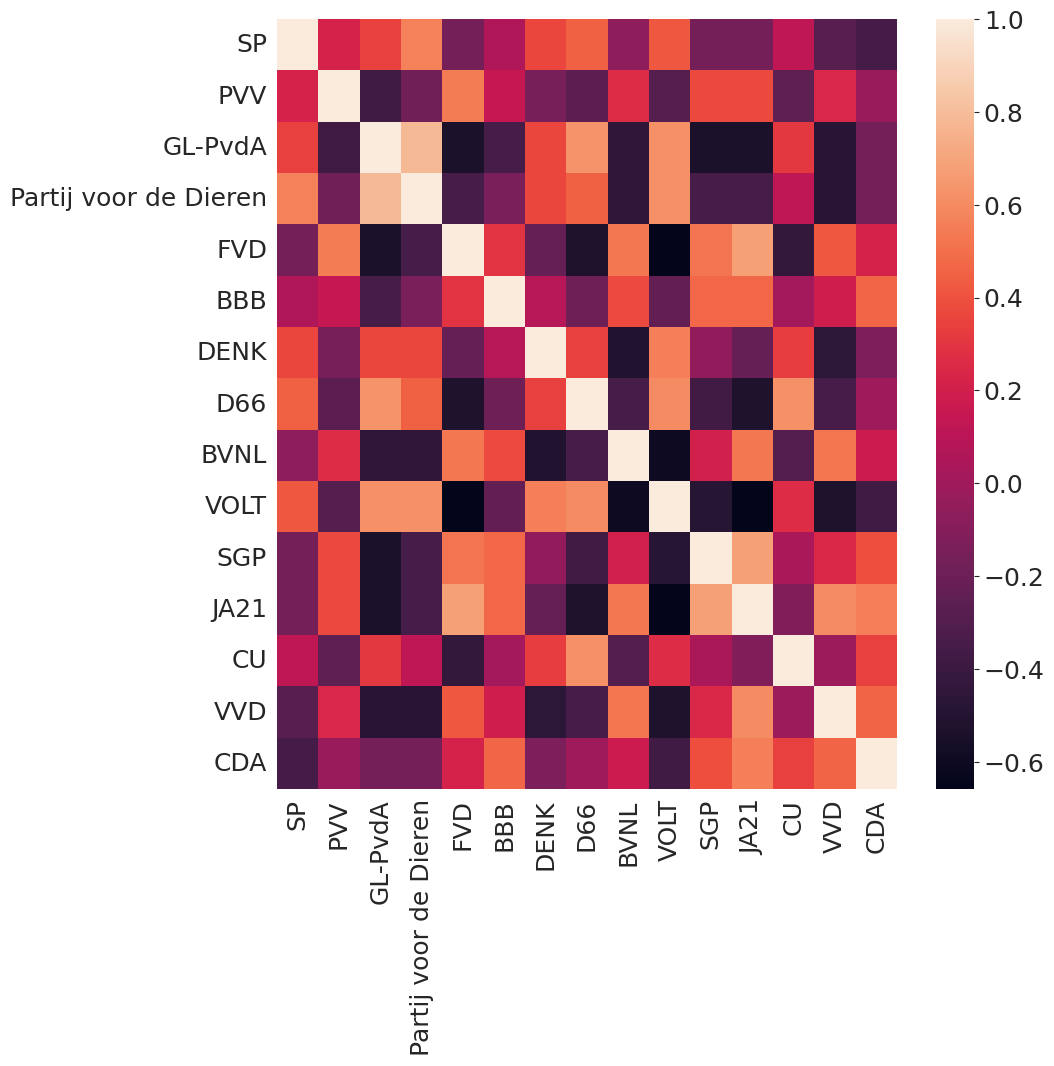 SP
PVV
GL-PvdA
Partij voor de Dieren
FVD
BBB
DENK
D66
BVNL
VOLT
SGP
JA21
CU
VVD
CDA
SP
PVV
GL-PvdA
Partij voor de Dieren
FVD
BBB
DENK
D66
BVNL
VOLT
SGP
JA21
CU
VVD
CDA
1.0
0.8
0.6
0.4
0.2
0.0
−0.2
−0.4
−0.6